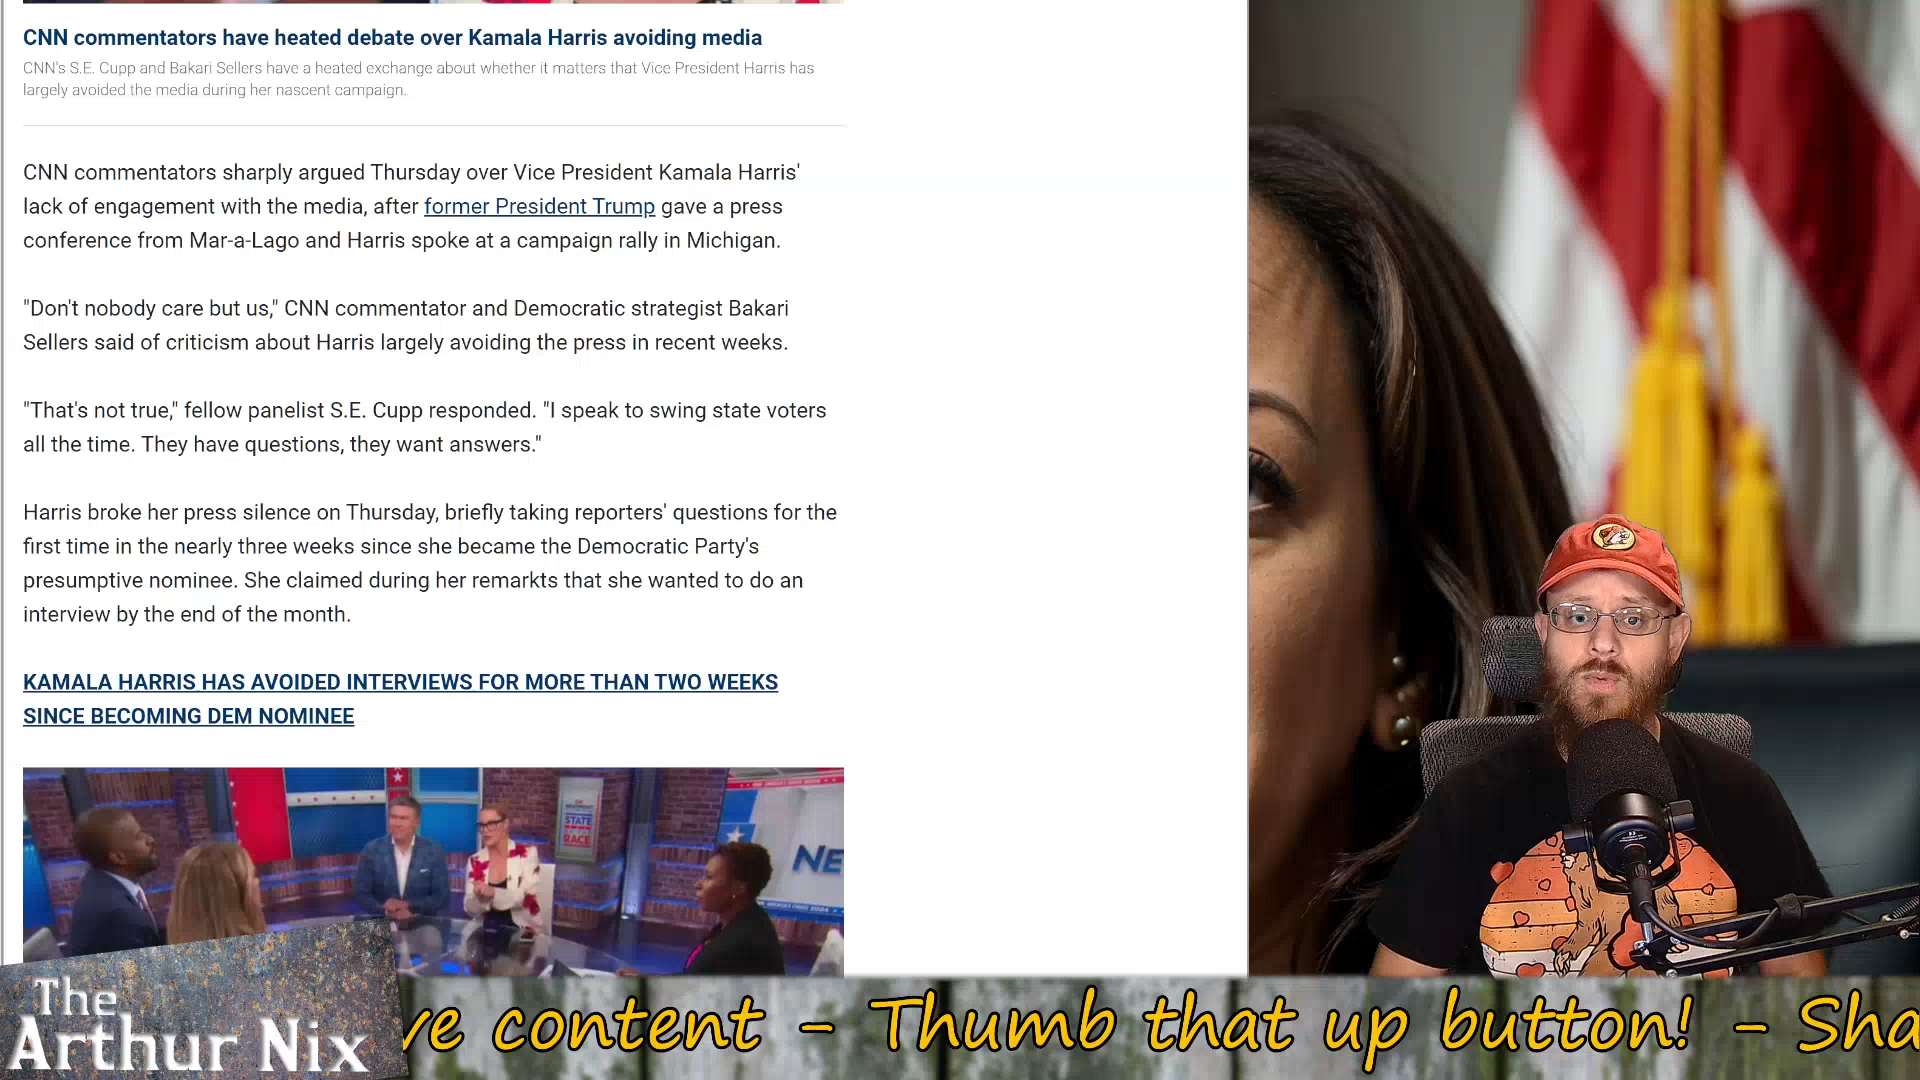 CNN commentators have heated debate over Kamala Harris avoiding media
CNN's S.E. Cupp and Bakari Sellers have a heated exchange about whether it matters that Vice President Harris has
largely avoided the media during her nascent campaign.
CNN commentators sharply argued Thursday over Vice President Kamala Harris'
lack of engagement with the media, after former President Trump gave a press
conference from Mar-a-Lago and Harris spoke at a campaign rally in Michigan.
"Don't nobody care but us," CNN commentator and Democratic strategist Bakari
Sellers said of criticism about Harris largely avoiding the press in recent weeks.
"That's not true," fellow panelist S.E. Cupp responded. "I speak to swing state voters
all the time. They have questions, they want answers."
Harris broke her press silence on Thursday, briefly taking reporters' questions for the
first time in the nearly three weeks since she became the Democratic Party's
presumptive nominee. She claimed during her remarkts that she wanted to do an
interview by the end of the month.
KAMALA HARRIS HAS AVOIDED INTERVIEWS FOR MORE THAN TWO WEEKS
SINCE BECOMING DEM NOMINEE
STATE
RACE
NE
The
Arthur Nix
ve content - Thumb that up button! - Sha